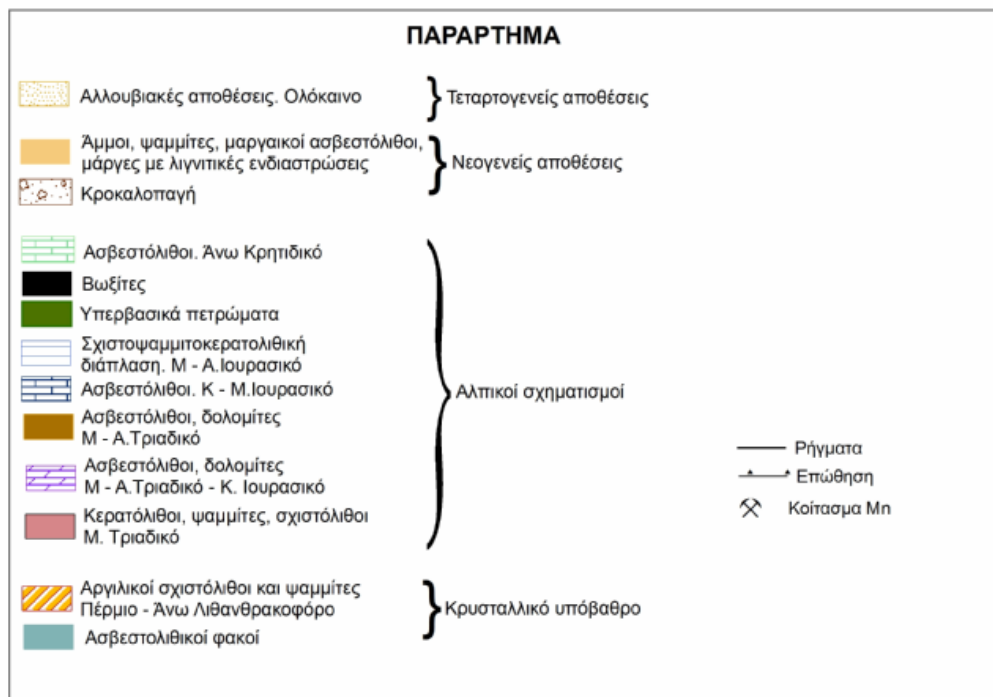 ΠΑΡΑΡΤΗΜΑ
Αλλουβιακές αποθέσεις. Ολόκαινο
Τεταρτογενείς αποθέσεις
Άμμοι, ψαμμίτες, μαργαικοί ασβεστόλιθοι,
μάργες με λιγνιτικές ενδιαστρώσεις
Κροκαλοπαγή
Νεογενείς αποθέσεις
Ασβεστόλιθοι. Άνω Κρητιδικό
Βωξίτες
Υπερβασικά πετρώματα
Σχιστοψαμμιτοκερατολιθική
διάπλαση. Μ - Α.Ιουρασικό
Ασβεστόλιθοι. Κ - Μ.Ιουρασικό
Ασβεστόλιθοι, δολομίτες
Μ - Α.Τριαδικό
Ασβεστόλιθοι, δολομίτες
Μ - Α.Τριαδικό - Κ. Ιουρασικό
Κερατόλιθοι, ψαμμίτες, σχιστόλιθοι
Μ. Τριαδικό
Αλπικοί σχηματισμοί
Αργιλικοί σχιστόλιθοι και ψαμμίτες
Πέρμιο - Άνω Λιθανθρακοφόρο
Ασβεστολιθικοί φακοί
Κρυσταλλικό υπόβαθρο
Ρήγματα
Επώθηση
Κοίτασμα Mn